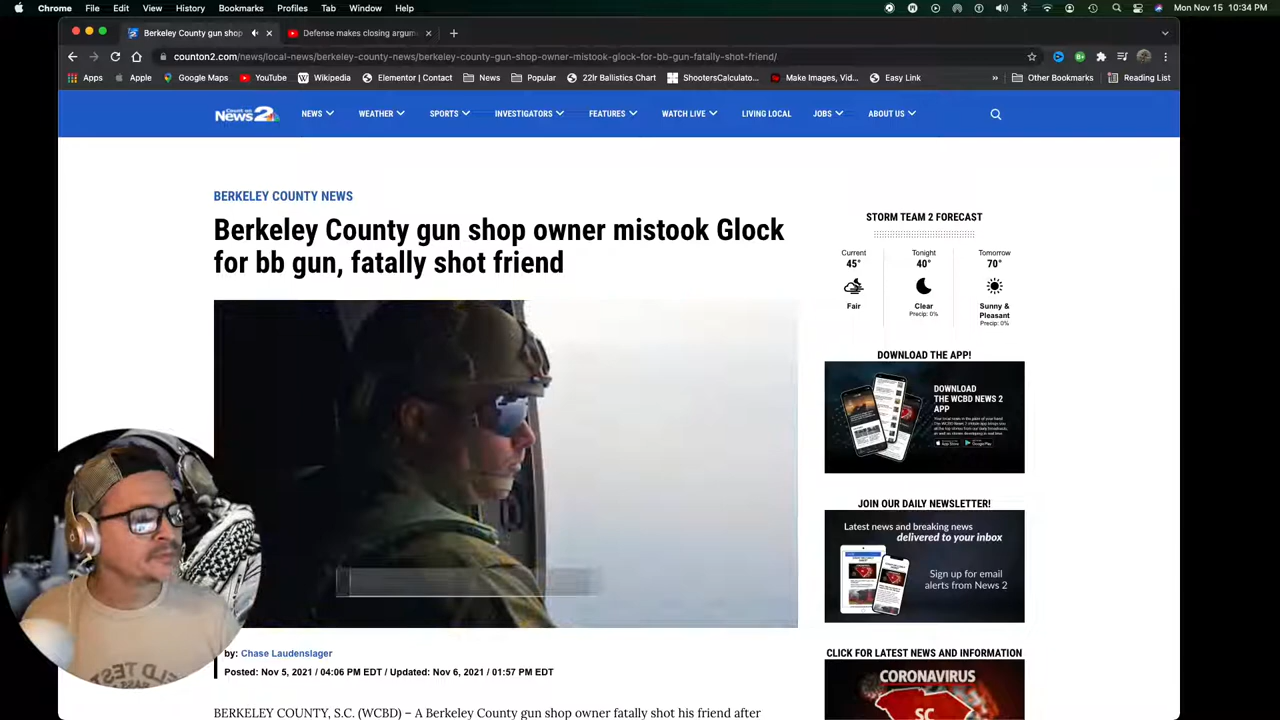 Chrome File Edit View History Bookmarks Profiles Tab Window Help Mon Nov 15 10:34 PM
Berkeley County gun shop Defense makes closing argum
counton2.com/news/local-news/berkeley-county-news/berkeley-county-gun-shop-owner-mistook-glock-for-bb-gun-fatally-shot-friend/
Apps Apple Google Maps YouTube Wikipedia Elementor | Contact News Popular 22lr Ballistics Chart ShootersCalculato... Make Images, Vid... Easy Link » Other Bookmarks Reading List
News 2 NEWS WEATHER SPORTS INVESTIGATORS FEATURES WATCH LIVE LIVING LOCAL JOBS ABOUT US
BERKELEY COUNTY NEWS
Berkeley County gun shop owner mistook Glock
for bb gun, fatally shot friend
by: Chase Laudenslager
Posted: Nov 5, 2021 / 04:06 PM EDT / Updated: Nov 6, 2021 / 01:57 PM EDT
BERKELEY COUNTY, S.C. (WCBD) – A Berkeley County gun shop owner fatally shot his friend after
STORM TEAM 2 FORECAST
Current Tonight Tomorrow
45° 40° 70°
Fair Clear Sunny &
Precip: 0% Pleasant
Precip: 0%
DOWNLOAD THE APP!
DOWNLOAD
THE WCBD NEWS 2
APP
JOIN OUR DAILY NEWSLETTER!
Latest news and breaking news
delivered to your inbox
Sign up for email
alerts from News 2
CLICK FOR LATEST NEWS AND INFORMATION
CORONAVIRUS
SC